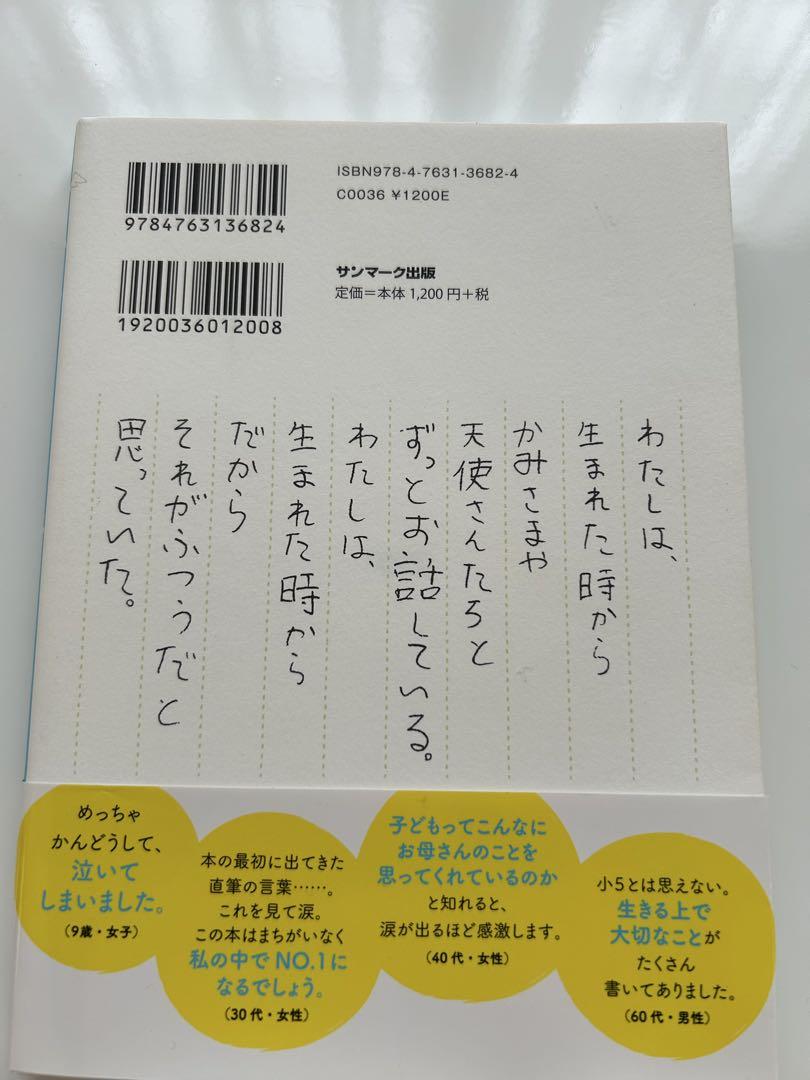 ISBN978-4-7631-3682-4
C0036 ¥1200E
9784763136824
サンマーク出版
定価=本体1,200円+税
1920036012008
わたしは、
生まれた時から
かみさまや
天使さんたちと
ずっとお話している。
わたしは、
生まれた時から
だから
それがふつうだと
思っていた。
めっちゃ
かんどうして、
泣いて
しまいました。
(9歳・女子)
本の最初に出てきた
直筆の言葉……。
これを見て涙。
この本はまちがいなく
私の中でNO.1に
なるでしょう。
(30代・女性)
子どもってこんなに
お母さんのことを
思ってくれているのか
と知れると、
涙が出るほど感激します。
(40代・女性)
小5とは思えない。
生きる上で
大切なことが
たくさん
書いてありました。
(60代・男性)